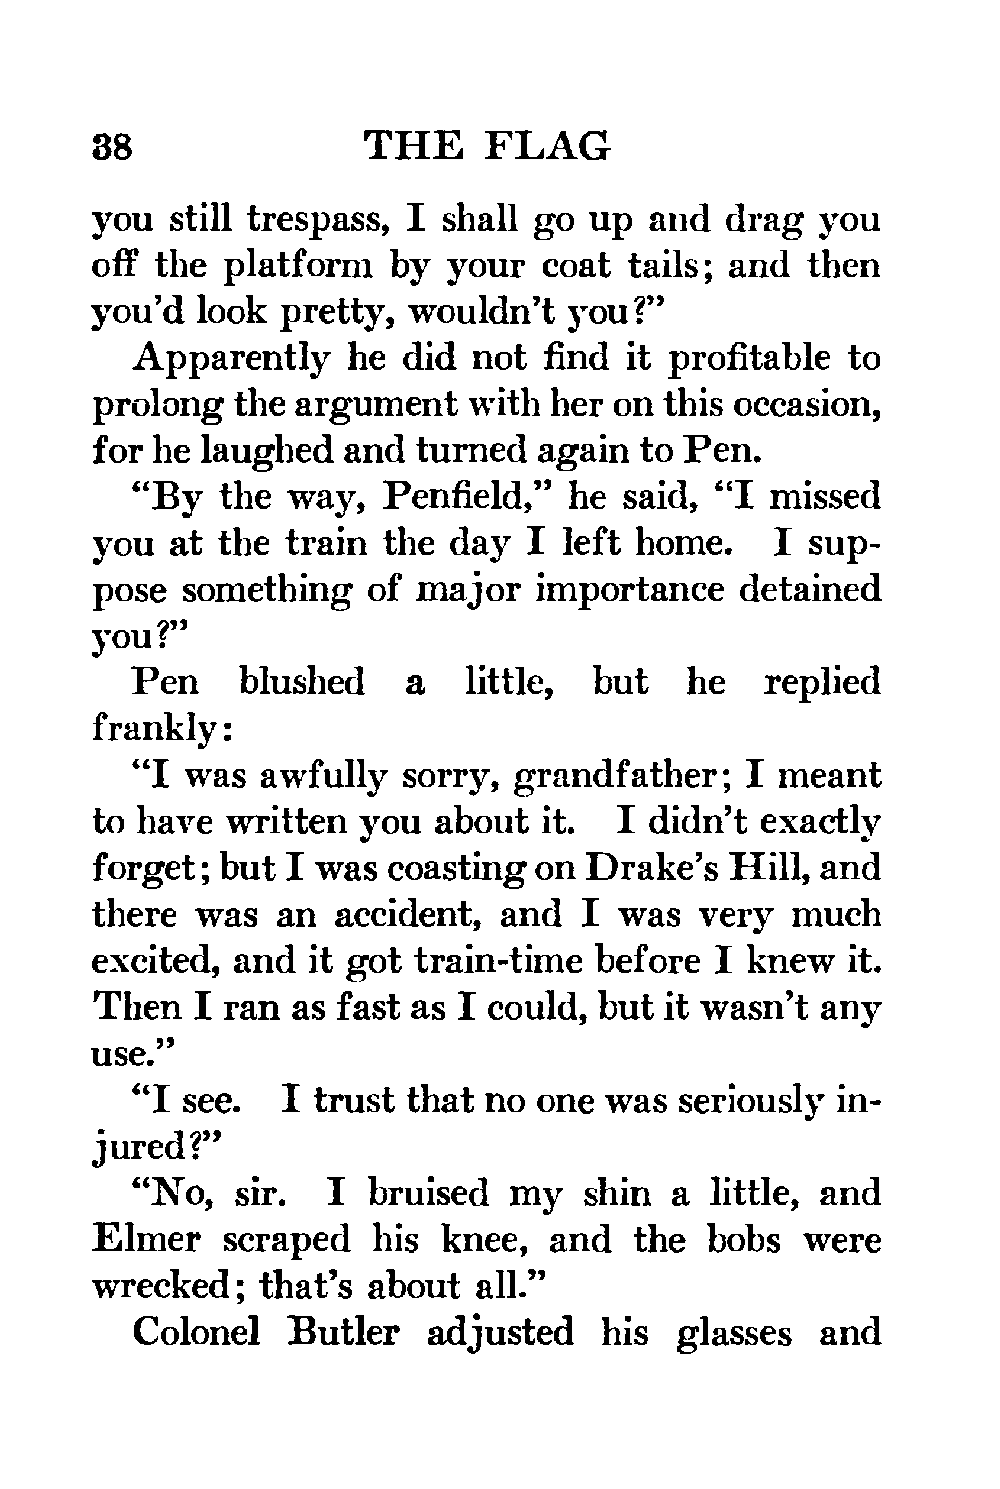 38 THE FLAG
you still trespass, I shall go up and drag you
off the platform by your coat tails; and then
you'd look pretty, wouldn't you?"
Apparently he did not find it profitable to
prolong the argument with her on this occasion,
for he laughed and turned again to Pen.
"By the way, Penfield," he said, "I missed
you at the train the day I left home. I sup-
pose something of major importance detained
you?"
Pen blushed a little, but he replied
frankly:
"I was awfully sorry, grandfather; I meant
to have written you about it. I didn't exactly
forget; but I was coasting on Drake's Hill, and
there was an accident, and I was very much
excited, and it got train-time before I knew it.
Then I ran as fast as I could, but it wasn't any
use."
"I see. I trust that no one was seriously in-
jured?"
"No, sir. I bruised my shin a little, and
Elmer scraped his knee, and the bobs were
wrecked; that's about all."
Colonel Butler adjusted his glasses and